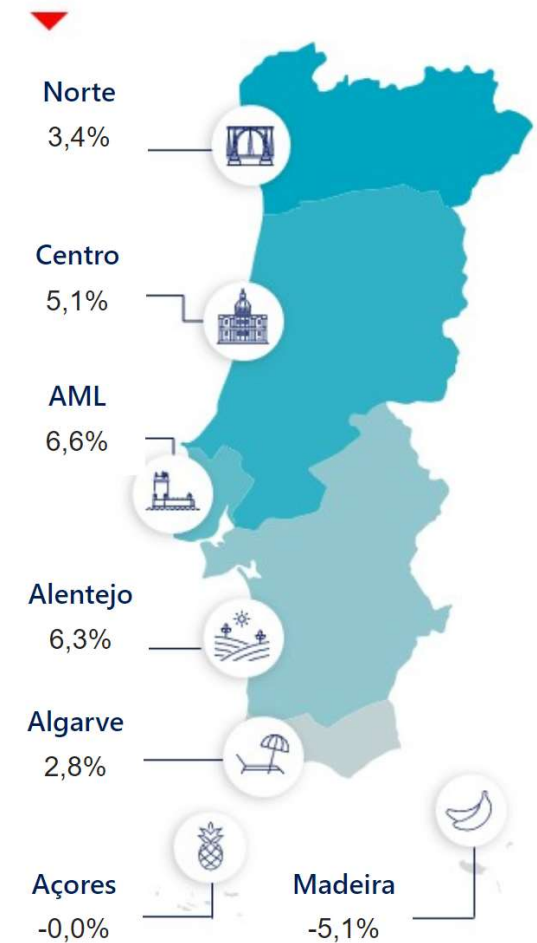 Norte
3,4%
Centro
5,1%
AML
6,6%
Alentejo
6,3%
Algarve
2,8%
Açores
-0,0%
Madeira
-5,1%